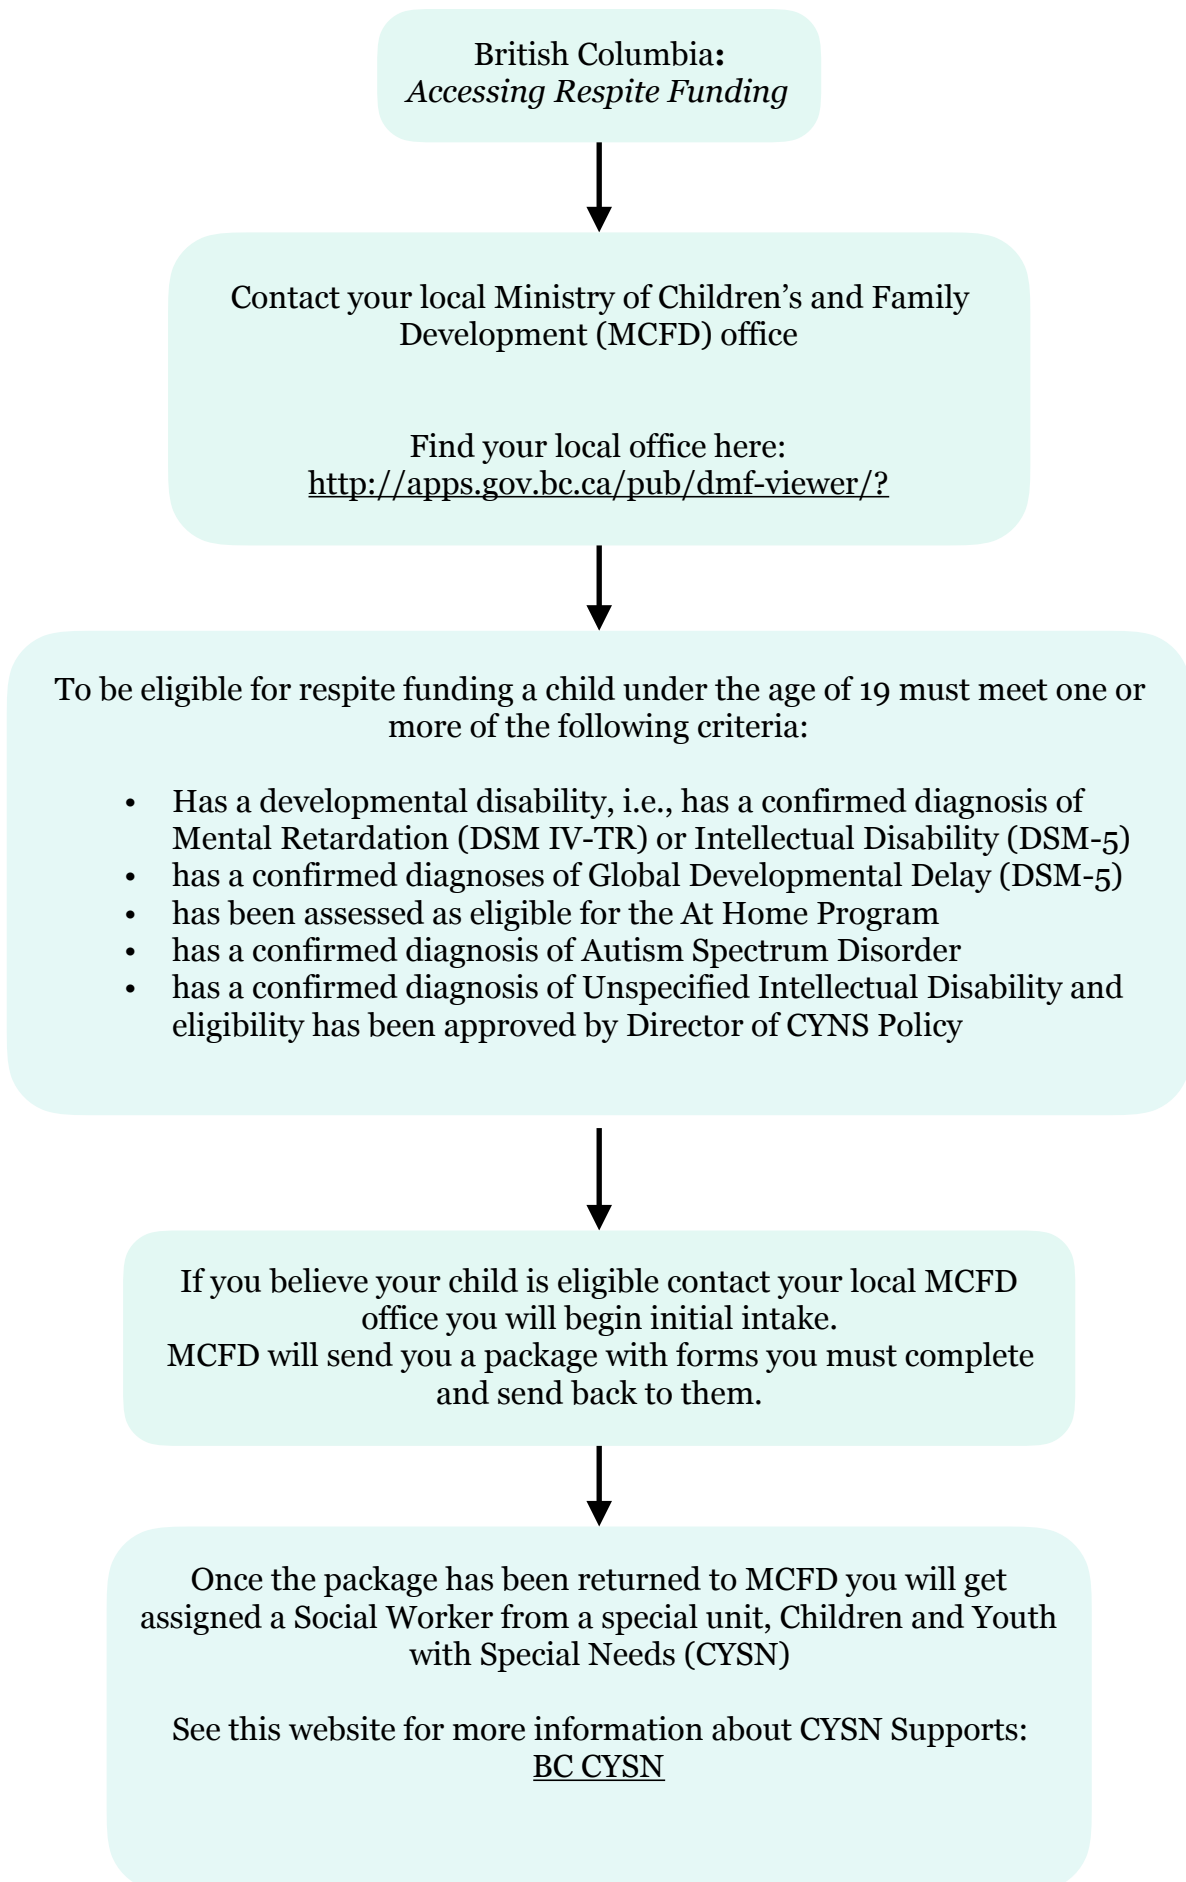 British Columbia:
Accessing Respite Funding
Contact your local Ministry of Children’s and Family
Development (MCFD) office
Find your local office here:
http://apps.gov.bc.ca/pub/dmf-viewer/?
To be eligible for respite funding a child under the age of 19 must meet one or
more of the following criteria:
• Has a developmental disability, i.e., has a confirmed diagnosis of
Mental Retardation (DSM IV-TR) or Intellectual Disability (DSM-5)
• has a confirmed diagnoses of Global Developmental Delay (DSM-5)
• has been assessed as eligible for the At Home Program
• has a confirmed diagnosis of Autism Spectrum Disorder
• has a confirmed diagnosis of Unspecified Intellectual Disability and
eligibility has been approved by Director of CYNS Policy
If you believe your child is eligible contact your local MCFD
office you will begin initial intake.
MCFD will send you a package with forms you must complete
and send back to them.
Once the package has been returned to MCFD you will get
assigned a Social Worker from a special unit, Children and Youth
with Special Needs (CYSN)
See this website for more information about CYSN Supports:
BC CYSN